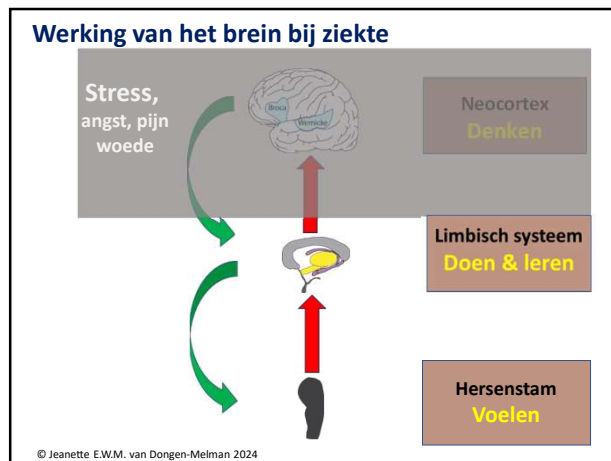 Werking van het brein bij ziekte
Stress,
angst, pijn
woede
Broca
Wernicke
Neocortex
Denken
Limbisch systeem
Doen & leren
Hersenstam
Voelen
© Jeanette E.W.M. van Dongen-Melman 2024